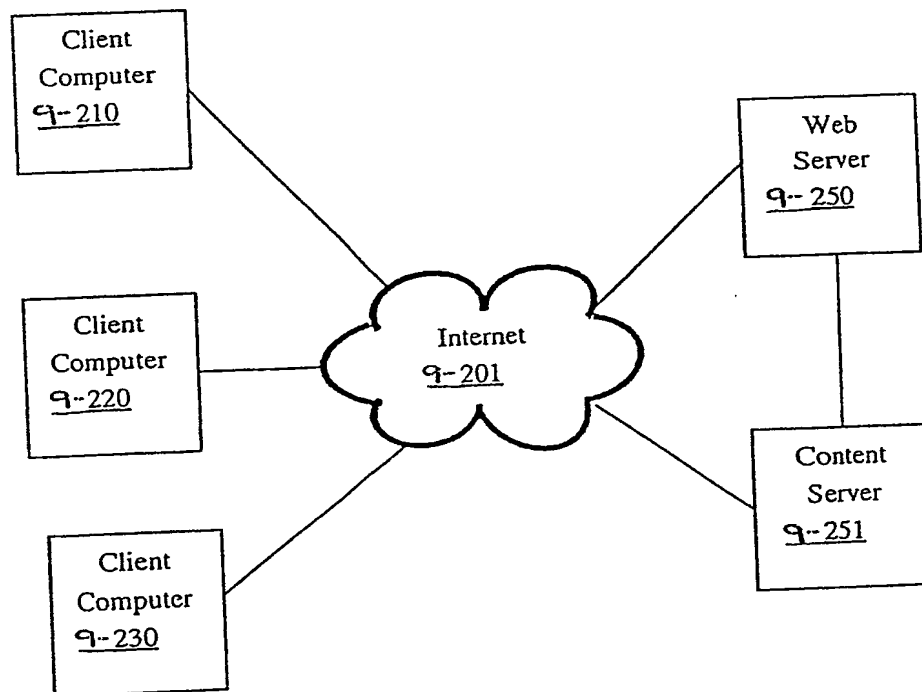 Client
Computer
9-210
Client
Computer
9-220
Client
Computer
9-230
Internet
9-201
Web
Server
9-250
Content
Server
9-251